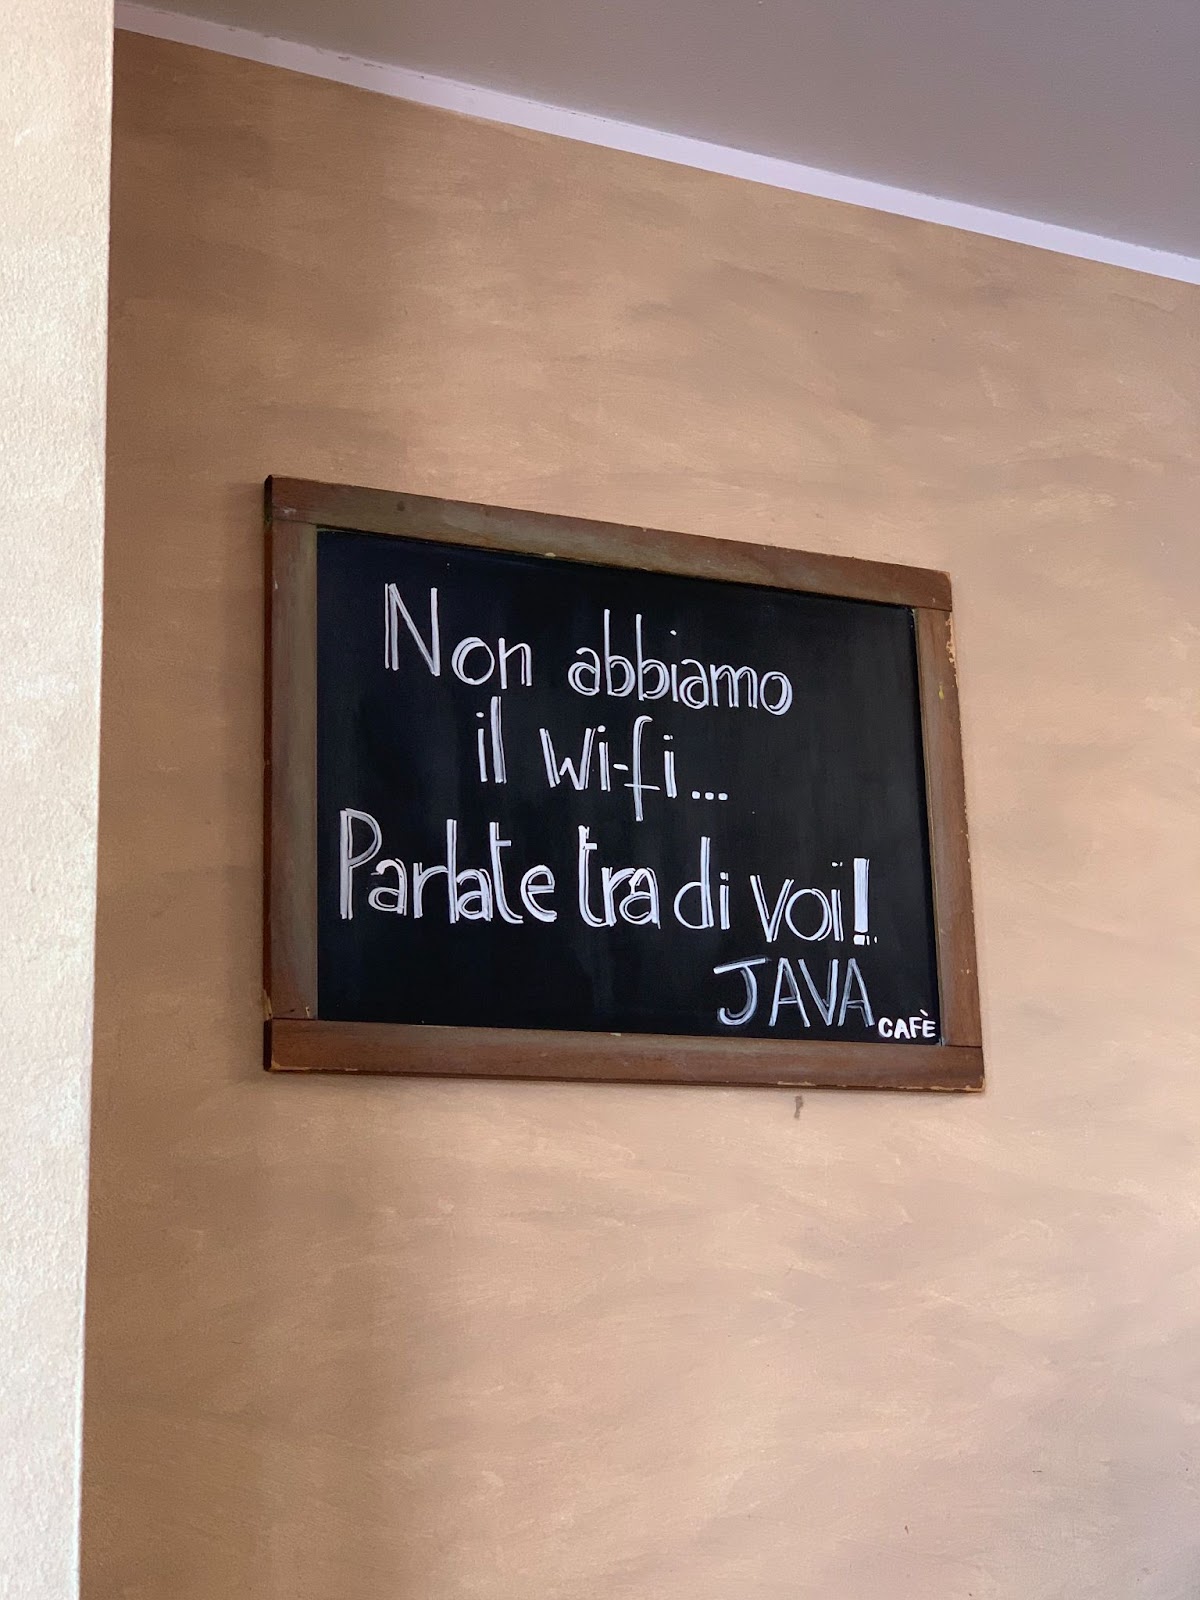 Non abbiamo
il wi-fi...
Parlate tra di voi!
JAVA
CAFÈ